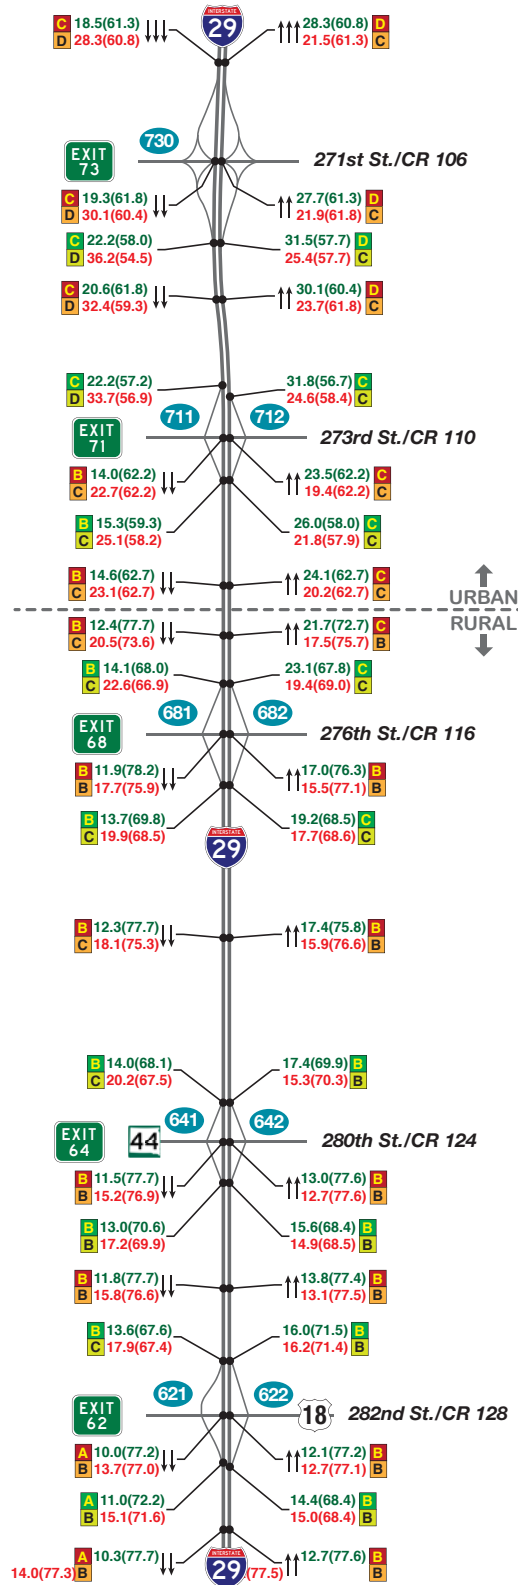 C 18.5(61.3) INTERSTATE 28.3(60.8) D
D 28.3(60.8) 29 21.5(61.3) C
730
EXIT 73 271st St./CR 106
C 19.3(61.8) 27.7(61.3) D
D 30.1(60.4) 21.9(61.8) C
C 22.2(58.0) 31.5(57.7) D
D 36.2(54.5) 25.4(57.7) C
C 20.6(61.8) 30.1(60.4) D
D 32.4(59.3) 23.7(61.8) C
C 22.2(57.2) 31.8(56.7) C
D 33.7(56.9) 24.6(58.4) C
711 712
EXIT 71 273rd St./CR 110
B 14.0(62.2) 23.5(62.2) C
C 22.7(62.2) 19.4(62.2) C
B 15.3(59.3) 26.0(58.0) C
C 25.1(58.2) 21.8(57.9) C
B 14.6(62.7) 24.1(62.7) C
C 23.1(62.7) 20.2(62.7) C
URBAN
RURAL
B 12.4(77.7) 21.7(72.7) C
C 20.5(73.6) 17.5(75.7) B
B 14.1(68.0) 23.1(67.8) C
C 22.6(66.9) 19.4(69.0) C
681 682
EXIT 68 276th St./CR 116
B 11.9(78.2) 17.0(76.3) B
B 17.7(75.9) 15.5(77.1) B
B 13.7(69.8) 19.2(68.5) C
C 19.9(68.5) 17.7(68.6) C
INTERSTATE
29
B 12.3(77.7) 17.4(75.8) B
C 18.1(75.3) 15.9(76.6) B
B 14.0(68.1) 17.4(69.9) B
C 20.2(67.5) 15.3(70.3) B
641 642
EXIT 64 44 280th St./CR 124
B 11.5(77.7) 13.0(77.6) B
B 15.2(76.9) 12.7(77.6) B
B 13.0(70.6) 15.6(68.4) B
B 17.2(69.9) 14.9(68.5) B
B 11.8(77.7) 13.8(77.4) B
B 15.8(76.6) 13.1(77.5) B
B 13.6(67.6) 16.0(71.5) B
C 17.9(67.4) 16.2(71.4) B
621 622
EXIT 62 18 282nd St./CR 128
A 10.0(77.2) 12.1(77.2) B
B 13.7(77.0) 12.7(77.1) B
A 11.0(72.2) 14.4(68.4) B
B 15.1(71.6) 15.0(68.4) B
A 10.3(77.7) INTERSTATE 12.7(77.6) B
14.0(77.3) B 29 (77.5) B